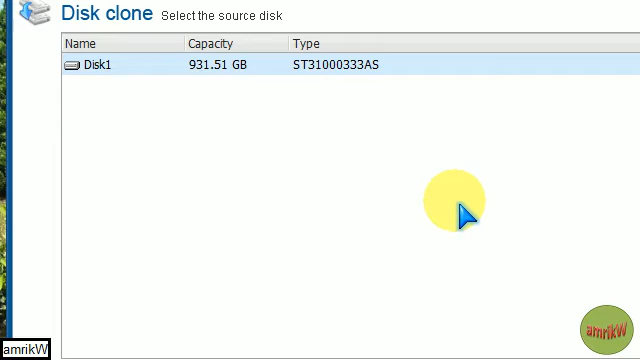 Disk clone Select the source disk
Name Capacity Type
Disk1 931.51 GB ST31000333AS
amrikW
amrikW